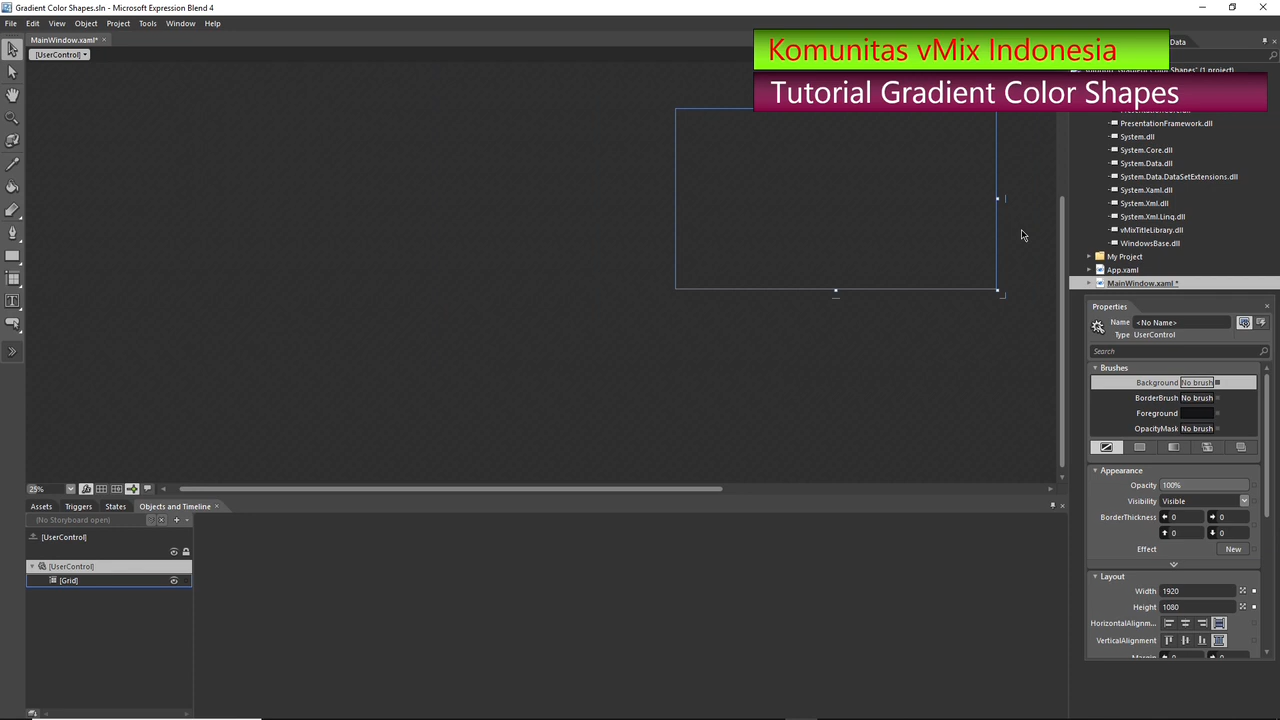 Gradient Color Shapes.sln - Microsoft Expression Blend 4
File Edit View Object Project Tools Window Help
MainWindow.xaml* ×
[UserControl]
Komunitas vMix Indonesia
Tutorial Gradient Color Shapes
Data
PresentationFramework.dll
System.dll
System.Core.dll
System.Data.dll
System.Data.DataSetExtensions.dll
System.Xaml.dll
System.Xml.dll
System.Xml.Linq.dll
vMixTitleLibrary.dll
WindowsBase.dll
My Project
App.xaml
MainWindow.xaml *
Properties
Name <No Name>
Type UserControl
Search
Brushes
Background No brush
BorderBrush No brush
Foreground
OpacityMask No brush
Appearance
Opacity 100%
Visibility Visible
BorderThickness 0 0
0 0
Effect New
Layout
Width 1920
Height 1080
HorizontalAlignm...
VerticalAlignment
25%
Assets Triggers States Objects and Timeline ×
(No Storyboard open)
[UserControl]
[UserControl]
[Grid]